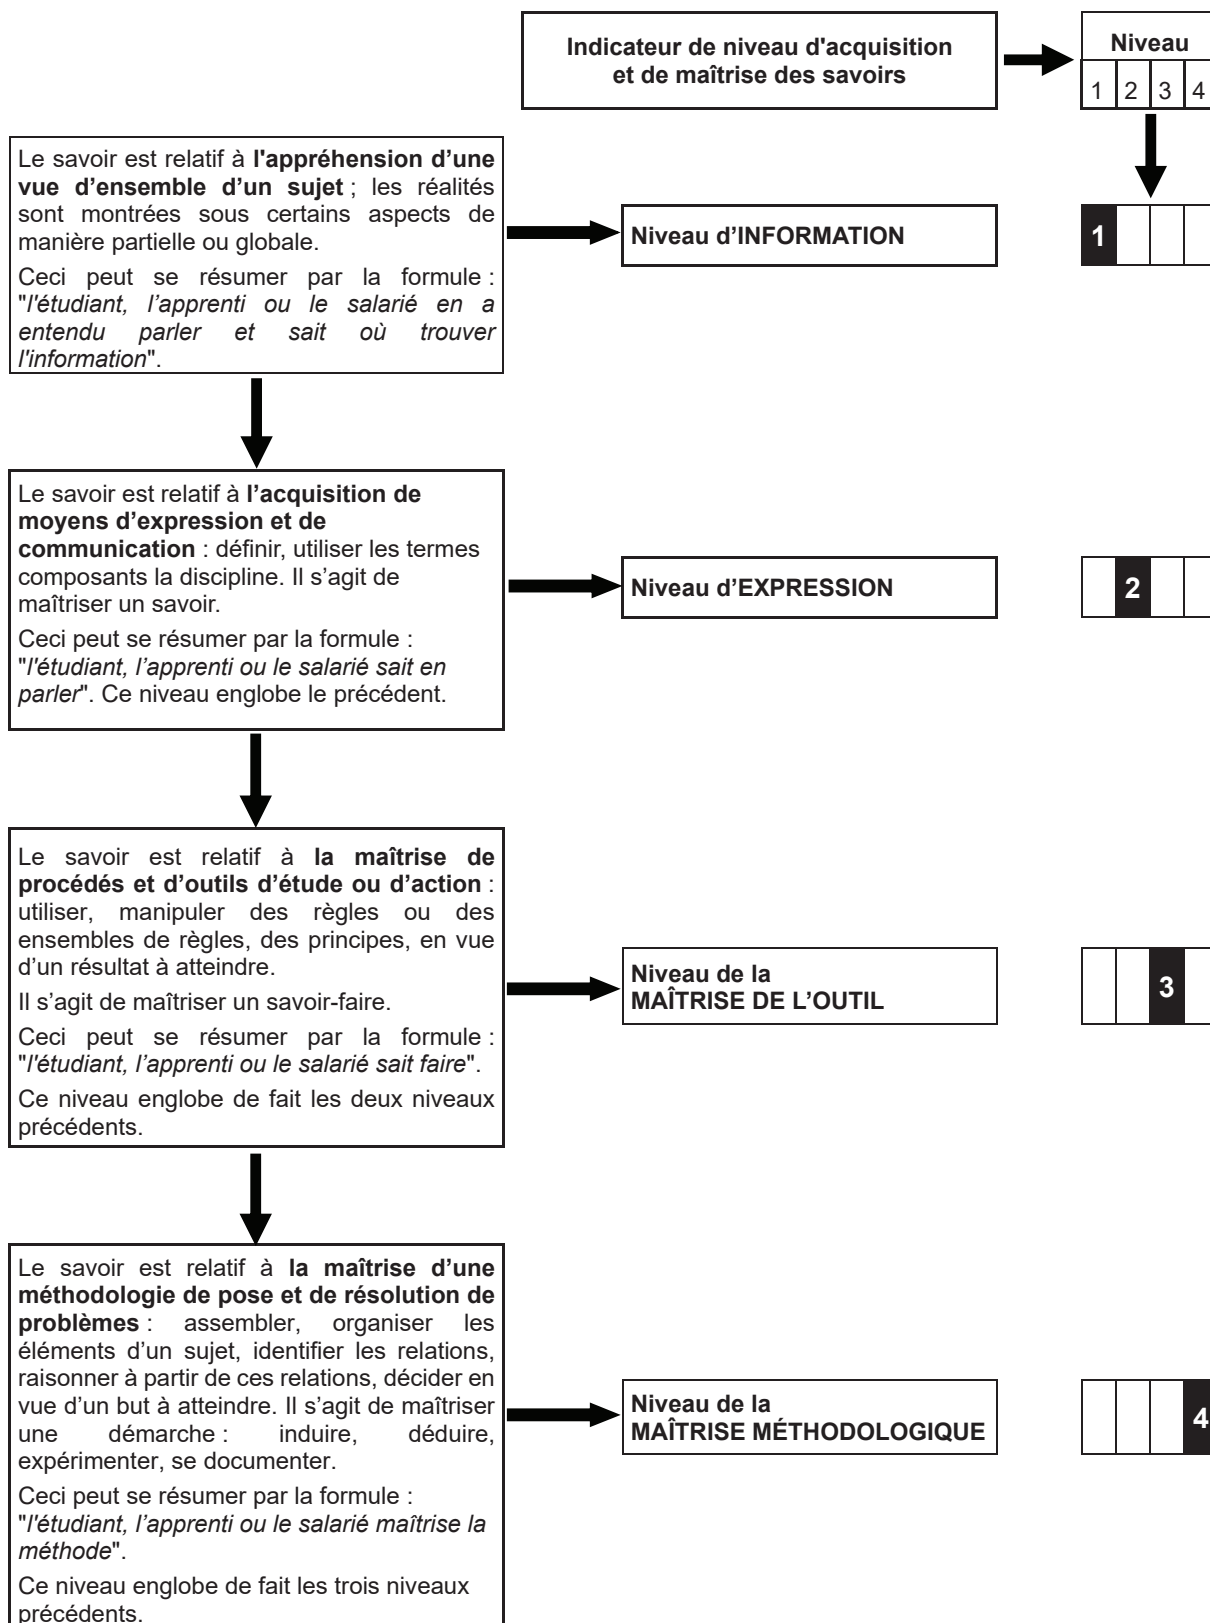 Indicateur de niveau d'acquisition
et de maîtrise des savoirs
Niveau
1 2 3 4
Le savoir est relatif à l'appréhension d’une
vue d’ensemble d’un sujet ; les réalités
sont montrées sous certains aspects de
manière partielle ou globale.
Ceci peut se résumer par la formule :
"l'étudiant, l’apprenti ou le salarié en a
entendu parler et sait où trouver
l'information".
Niveau d’INFORMATION
1
Le savoir est relatif à l’acquisition de
moyens d’expression et de
communication : définir, utiliser les termes
composants la discipline. Il s’agit de
maîtriser un savoir.
Ceci peut se résumer par la formule :
"l'étudiant, l’apprenti ou le salarié sait en
parler". Ce niveau englobe le précédent.
Niveau d’EXPRESSION
2
Le savoir est relatif à la maîtrise de
procédés et d’outils d’étude ou d’action :
utiliser, manipuler des règles ou des
ensembles de règles, des principes, en vue
d’un résultat à atteindre.
Il s’agit de maîtriser un savoir-faire.
Ceci peut se résumer par la formule :
"l'étudiant, l’apprenti ou le salarié sait faire".
Ce niveau englobe de fait les deux niveaux
précédents.
Niveau de la
MAÎTRISE DE L’OUTIL
3
Le savoir est relatif à la maîtrise d’une
méthodologie de pose et de résolution de
problèmes : assembler, organiser les
éléments d’un sujet, identifier les relations,
raisonner à partir de ces relations, décider en
vue d’un but à atteindre. Il s’agit de maîtriser
une démarche : induire, déduire,
expérimenter, se documenter.
Ceci peut se résumer par la formule :
"l'étudiant, l’apprenti ou le salarié maîtrise la
méthode".
Ce niveau englobe de fait les trois niveaux
précédents.
Niveau de la
MAÎTRISE MÉTHODOLOGIQUE
4